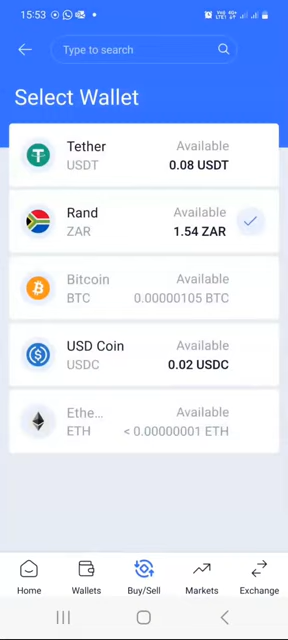 15:53
Type to search
Select Wallet
Tether Available
USDT 0.08 USDT
Rand Available
ZAR 1.54 ZAR
Bitcoin Available
BTC 0.00000105 BTC
USD Coin Available
USDC 0.02 USDC
Ethe... Available
ETH < 0.00000001 ETH
Home Wallets Buy/Sell Markets Exchange